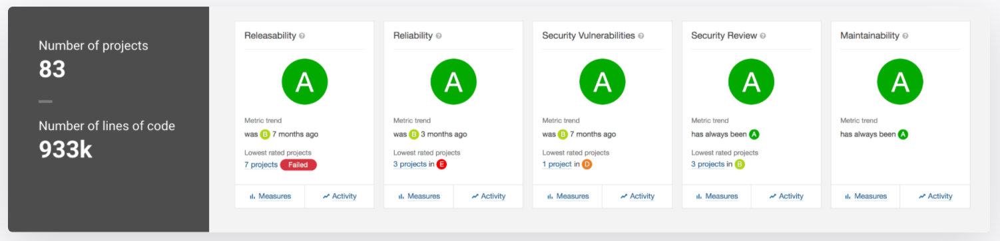 Number of projects
83
Number of lines of code
933k
Releasability ?
A
Metric trend
was B 7 months ago
Lowest rated projects
7 projects Failed
Measures Activity
Reliability ?
A
Metric trend
was B 3 months ago
Lowest rated projects
3 projects in E
Measures Activity
Security Vulnerabilities ?
A
Metric trend
was B 7 months ago
Lowest rated projects
1 project in D
Measures Activity
Security Review ?
A
Metric trend
has always been A
Lowest rated projects
3 projects in B
Measures Activity
Maintainability ?
A
Metric trend
has always been A
Measures Activity